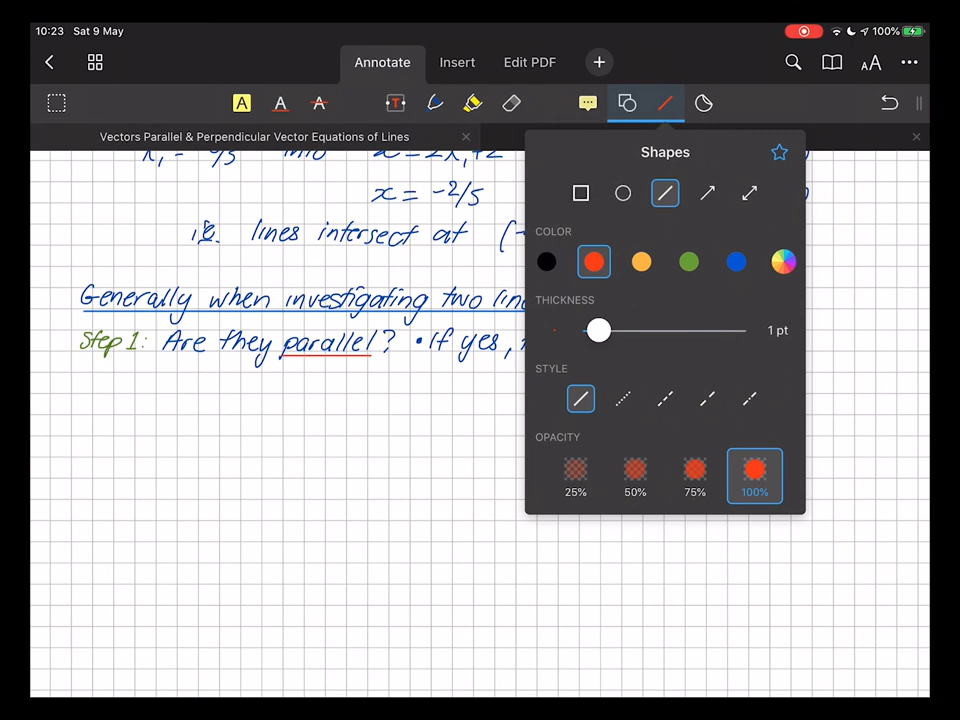 10:23 Sat 9 May 100%
Annotate Insert Edit PDF
A A A T AA
Vectors Parallel & Perpendicular Vector Equations of Lines
into
x = -2/5
i.e. lines intersect at (-
Generally when investigating two
Step 1: Are they parallel? • If yes,
Shapes
COLOR
THICKNESS
1 pt
STYLE
OPACITY
25% 50% 75% 100%